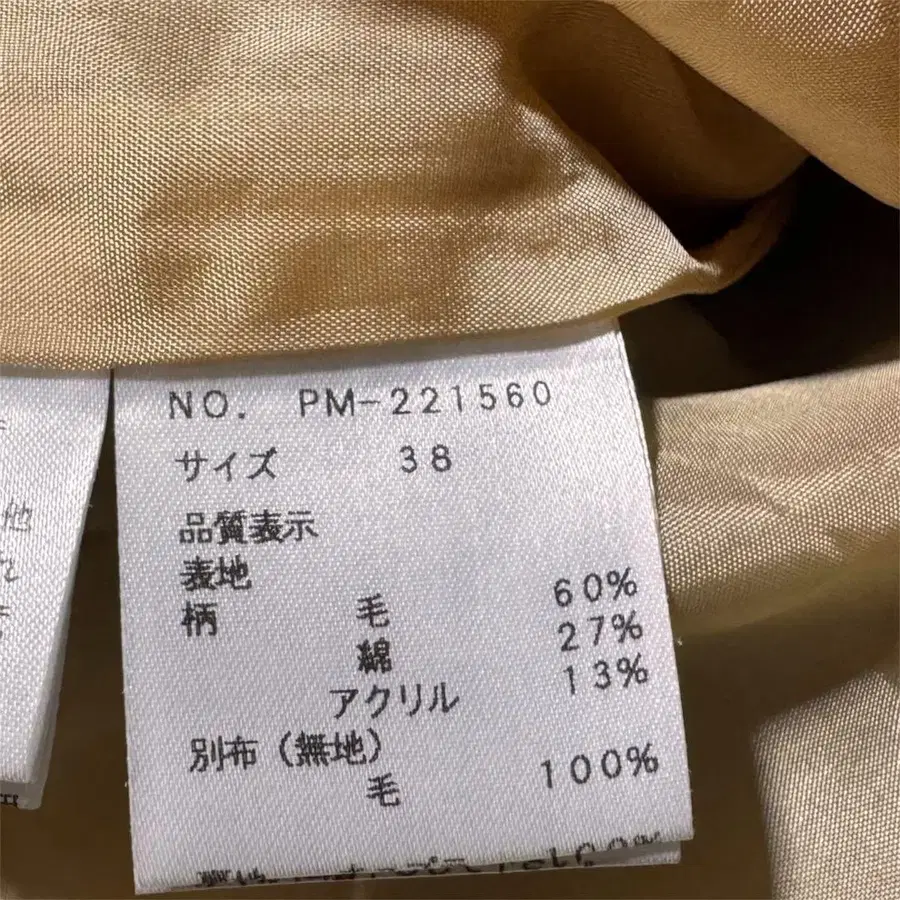 NO. PM-221560
サイズ 38
品質表示
表地
柄 毛 60%
綿 27%
アクリル 13%
別布(無地)
毛 100%
他